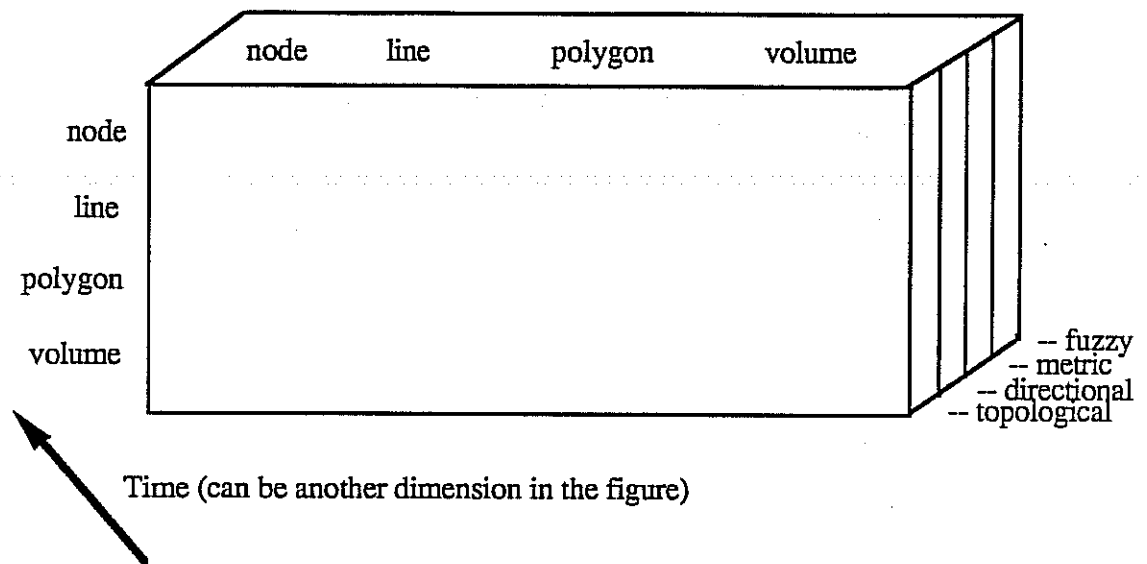 node line polygon volume
node
line
polygon
volume
-- fuzzy
-- metric
-- directional
-- topological
Time (can be another dimension in the figure)